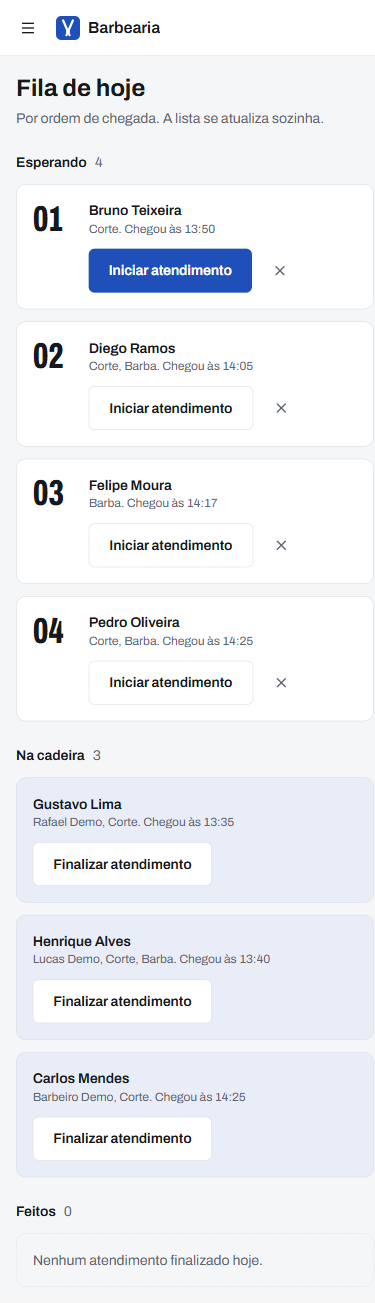 Barbearia
Fila de hoje
Por ordem de chegada. A lista se atualiza sozinha.
Esperando 4
01
Bruno Teixeira
Corte. Chegou às 13:50
Iniciar atendimento
02
Diego Ramos
Corte, Barba. Chegou às 14:05
Iniciar atendimento
03
Felipe Moura
Barba. Chegou às 14:17
Iniciar atendimento
04
Pedro Oliveira
Corte, Barba. Chegou às 14:25
Iniciar atendimento
Na cadeira 3
Gustavo Lima
Rafael Demo, Corte. Chegou às 13:35
Finalizar atendimento
Henrique Alves
Lucas Demo, Corte, Barba. Chegou às 13:40
Finalizar atendimento
Carlos Mendes
Barbeiro Demo, Corte. Chegou às 14:25
Finalizar atendimento
Feitos 0
Nenhum atendimento finalizado hoje.